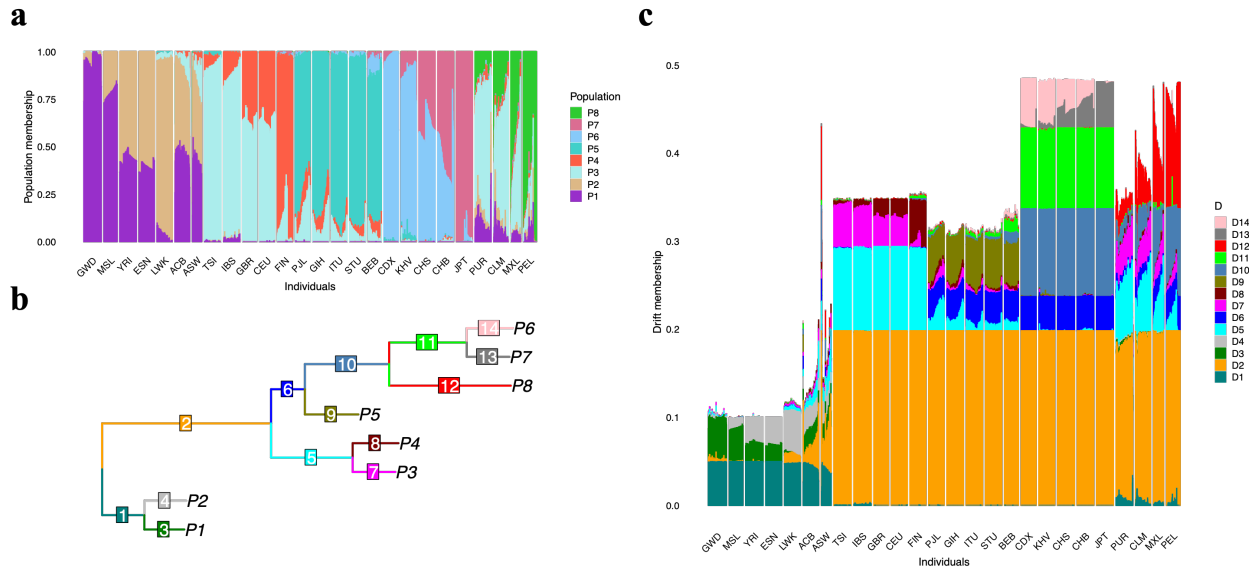 a
Population membership
1.00
0.75
0.50
0.25
0.00
GWD MSL YRI ESN LWK ACB ASW TSI IBS GBR CEU FIN PJL GIH ITU STU BEB CDX KHV CHS CHB JPT PUR CLM MXL PEL
Individuals
Population
P8
P7
P6
P5
P4
P3
P2
P1
b
14 P6
11
13 P7
10
12 P8
6
9 P5
2
8 P4
5
7 P3
4 P2
1
3 P1
c
Drift membership
0.5
0.4
0.3
0.2
0.1
0.0
GWD MSL YRI ESN LWK ACB ASW TSI IBS GBR CEU FIN PJL GIH ITU STU BEB CDX KHV CHS CHB JPT PUR CLM MXL PEL
Individuals
D
D14
D13
D12
D11
D10
D9
D8
D7
D6
D5
D4
D3
D2
D1